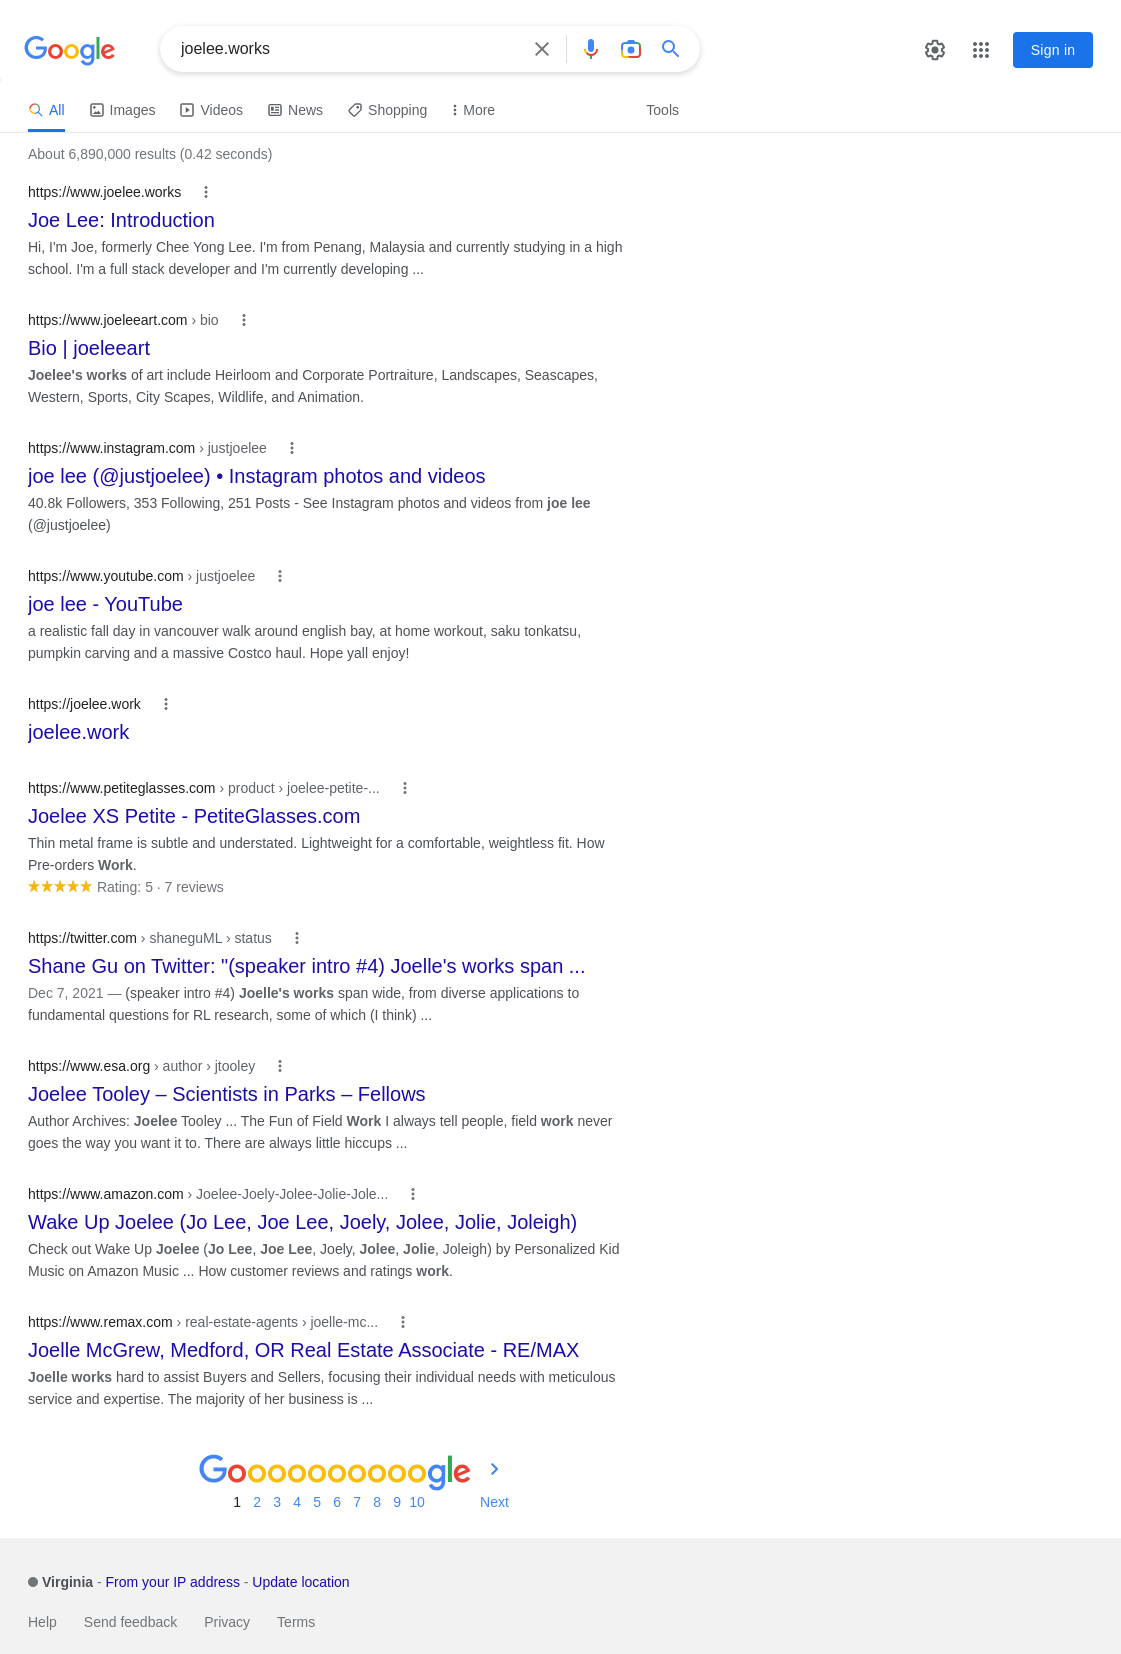 Google
joelee.works
Sign in
All
Images
Videos
News
Shopping
More
Tools
About 6,890,000 results (0.42 seconds)
https://www.joelee.works
Joe Lee: Introduction
Hi, I'm Joe, formerly Chee Yong Lee. I'm from Penang, Malaysia and currently studying in a high
school. I'm a full stack developer and I'm currently developing ...
https://www.joeleeart.com › bio
Bio | joeleeart
Joelee's works of art include Heirloom and Corporate Portraiture, Landscapes, Seascapes,
Western, Sports, City Scapes, Wildlife, and Animation.
https://www.instagram.com › justjoelee
joe lee (@justjoelee) • Instagram photos and videos
40.8k Followers, 353 Following, 251 Posts - See Instagram photos and videos from joe lee
(@justjoelee)
https://www.youtube.com › justjoelee
joe lee - YouTube
a realistic fall day in vancouver walk around english bay, at home workout, saku tonkatsu,
pumpkin carving and a massive Costco haul. Hope yall enjoy!
https://joelee.work
joelee.work
https://www.petiteglasses.com › product › joelee-petite-...
Joelee XS Petite - PetiteGlasses.com
Thin metal frame is subtle and understated. Lightweight for a comfortable, weightless fit. How
Pre-orders Work.
Rating: 5 · 7 reviews
https://twitter.com › shaneguML › status
Shane Gu on Twitter: "(speaker intro #4) Joelle's works span ...
Dec 7, 2021 — (speaker intro #4) Joelle's works span wide, from diverse applications to
fundamental questions for RL research, some of which (I think) ...
https://www.esa.org › author › jtooley
Joelee Tooley – Scientists in Parks – Fellows
Author Archives: Joelee Tooley ... The Fun of Field Work I always tell people, field work never
goes the way you want it to. There are always little hiccups ...
https://www.amazon.com › Joelee-Joely-Jolee-Jolie-Jole...
Wake Up Joelee (Jo Lee, Joe Lee, Joely, Jolee, Jolie, Joleigh)
Check out Wake Up Joelee (Jo Lee, Joe Lee, Joely, Jolee, Jolie, Joleigh) by Personalized Kid
Music on Amazon Music ... How customer reviews and ratings work.
https://www.remax.com › real-estate-agents › joelle-mc...
Joelle McGrew, Medford, OR Real Estate Associate - RE/MAX
Joelle works hard to assist Buyers and Sellers, focusing their individual needs with meticulous
service and expertise. The majority of her business is ...
Goooooooooogle
1 2 3 4 5 6 7 8 9 10 Next
Virginia - From your IP address - Update location
Help Send feedback Privacy Terms